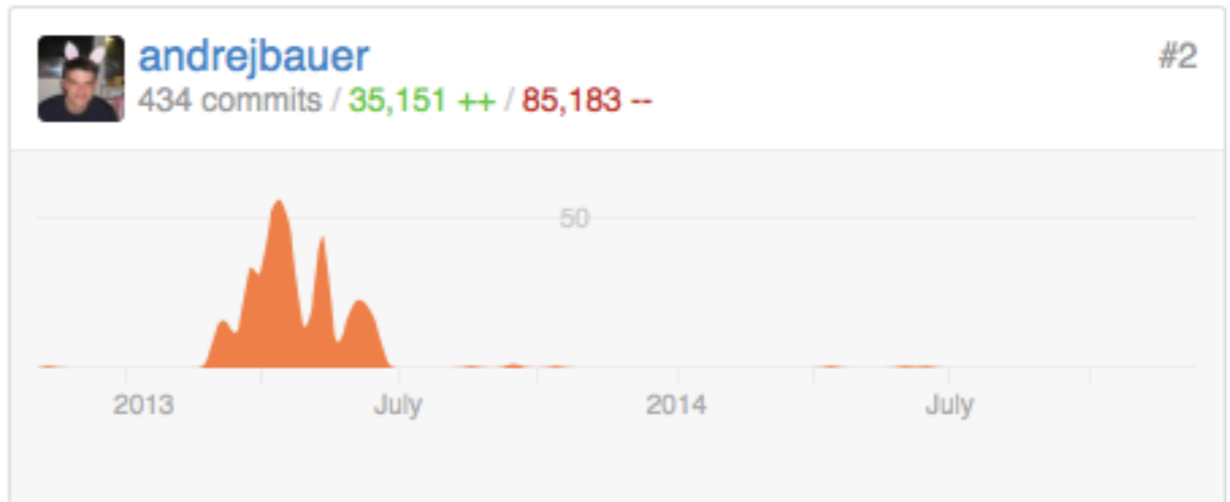 andrejbauer #2
434 commits / 35,151 ++ / 85,183 --
50
2013 July 2014 July